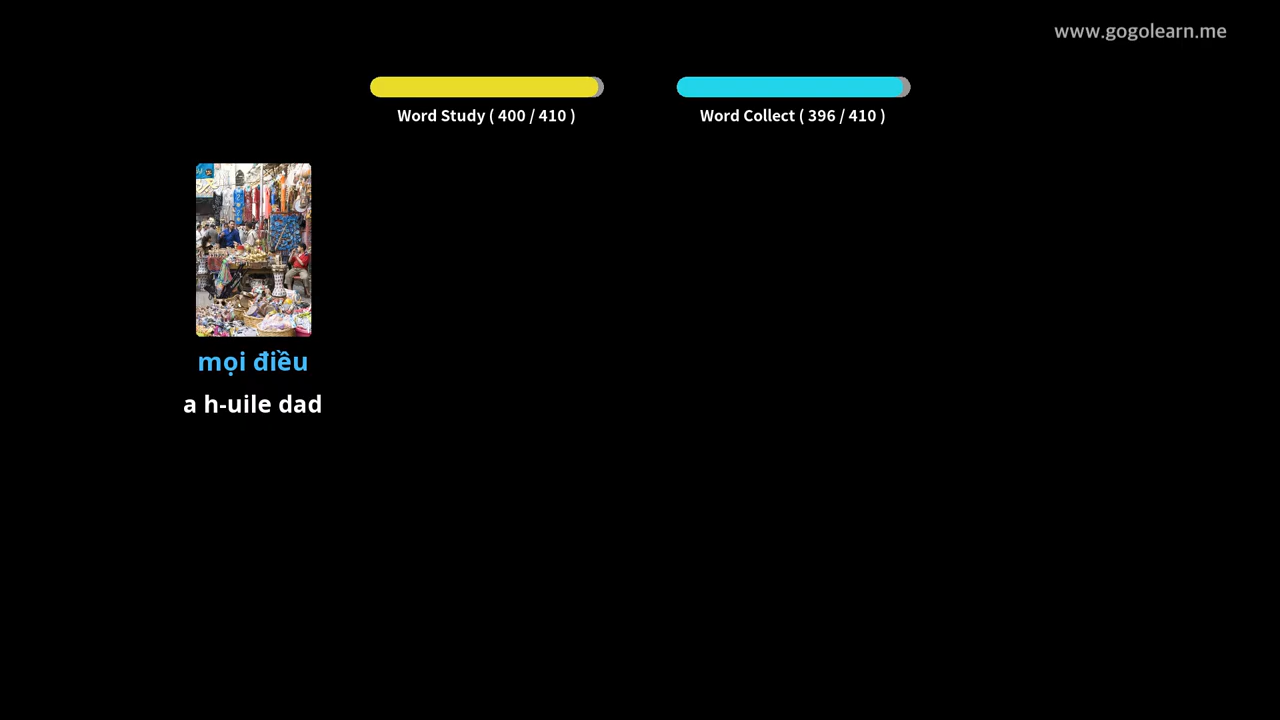 www.gogolearn.me
Word Study ( 400 / 410 )
Word Collect ( 396 / 410 )
mọi điều
a h-uile dad